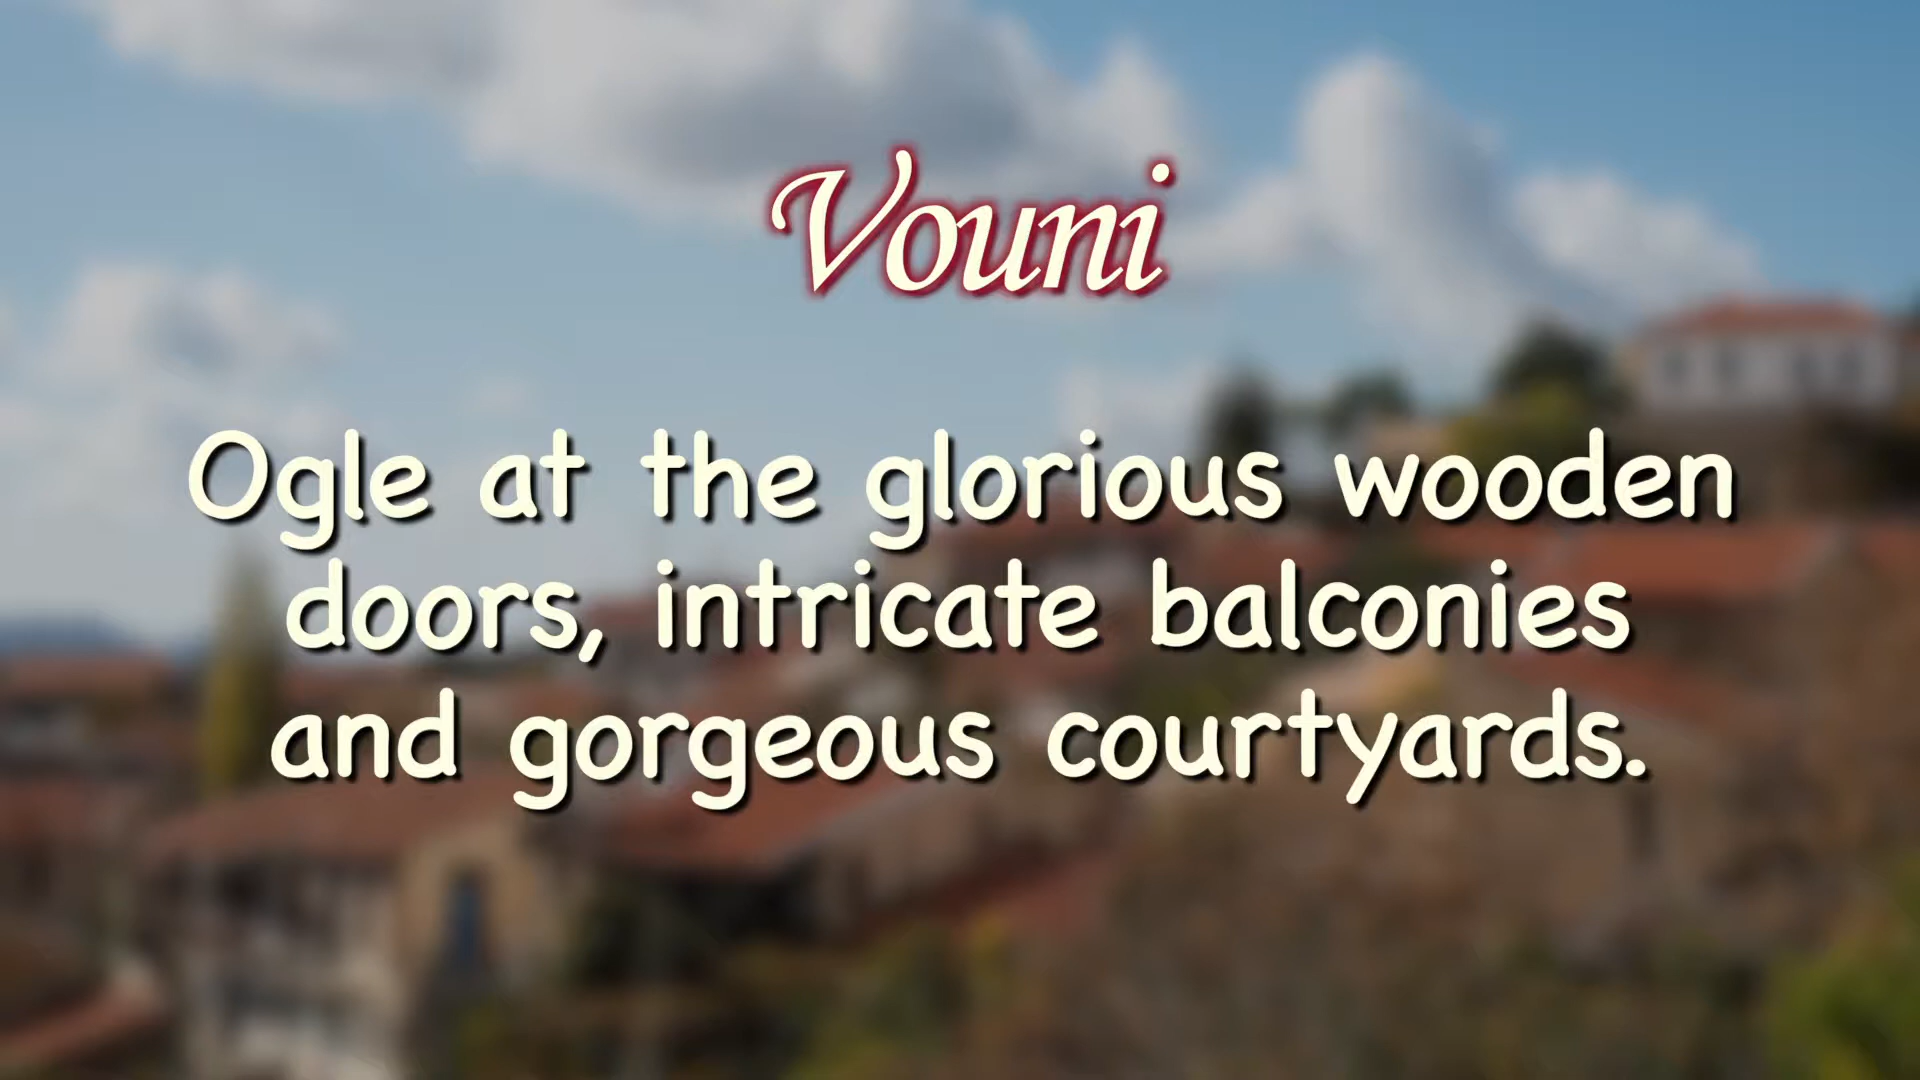 Vouni
Ogle at the glorious wooden
doors, intricate balconies
and gorgeous courtyards.